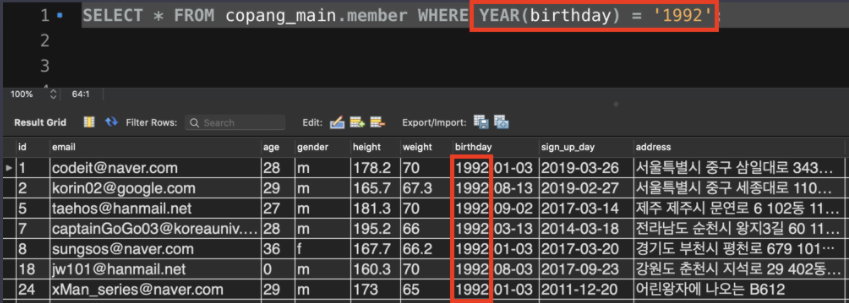 1 SELECT * FROM copang_main.member WHERE YEAR(birthday) = '1992';
2
3
100% 64:1
Result Grid Filter Rows: Search Edit: Export/Import:
id email age gender height weight birthday sign_up_day address
1 codeit@naver.com 28 m 178.2 70 1992-01-03 2019-03-26 서울특별시 중구 삼일대로 343...
2 korin02@google.com 29 m 165.7 67.3 1992-08-13 2019-02-27 서울특별시 중구 세종대로 110...
5 taehos@hanmail.net 27 m 181.3 70 1992-09-02 2017-03-14 제주 제주시 문연로 6 102동 11...
7 captainGoGo03@koreauniv.... 28 m 195.2 66 1992-03-13 2014-03-18 전라남도 순천시 왕지3길 60 11...
8 sungsos@naver.com 36 f 167.7 66.2 1992-01-03 2017-03-20 경기도 부천시 평천로 679 101...
18 jw101@hanmail.net 0 m 160.3 70 1992-08-03 2017-09-23 강원도 춘천시 지석로 29 402동...
24 xMan_series@naver.com 29 m 173 65 1992-01-03 2011-12-20 어린왕자에 나오는 B612